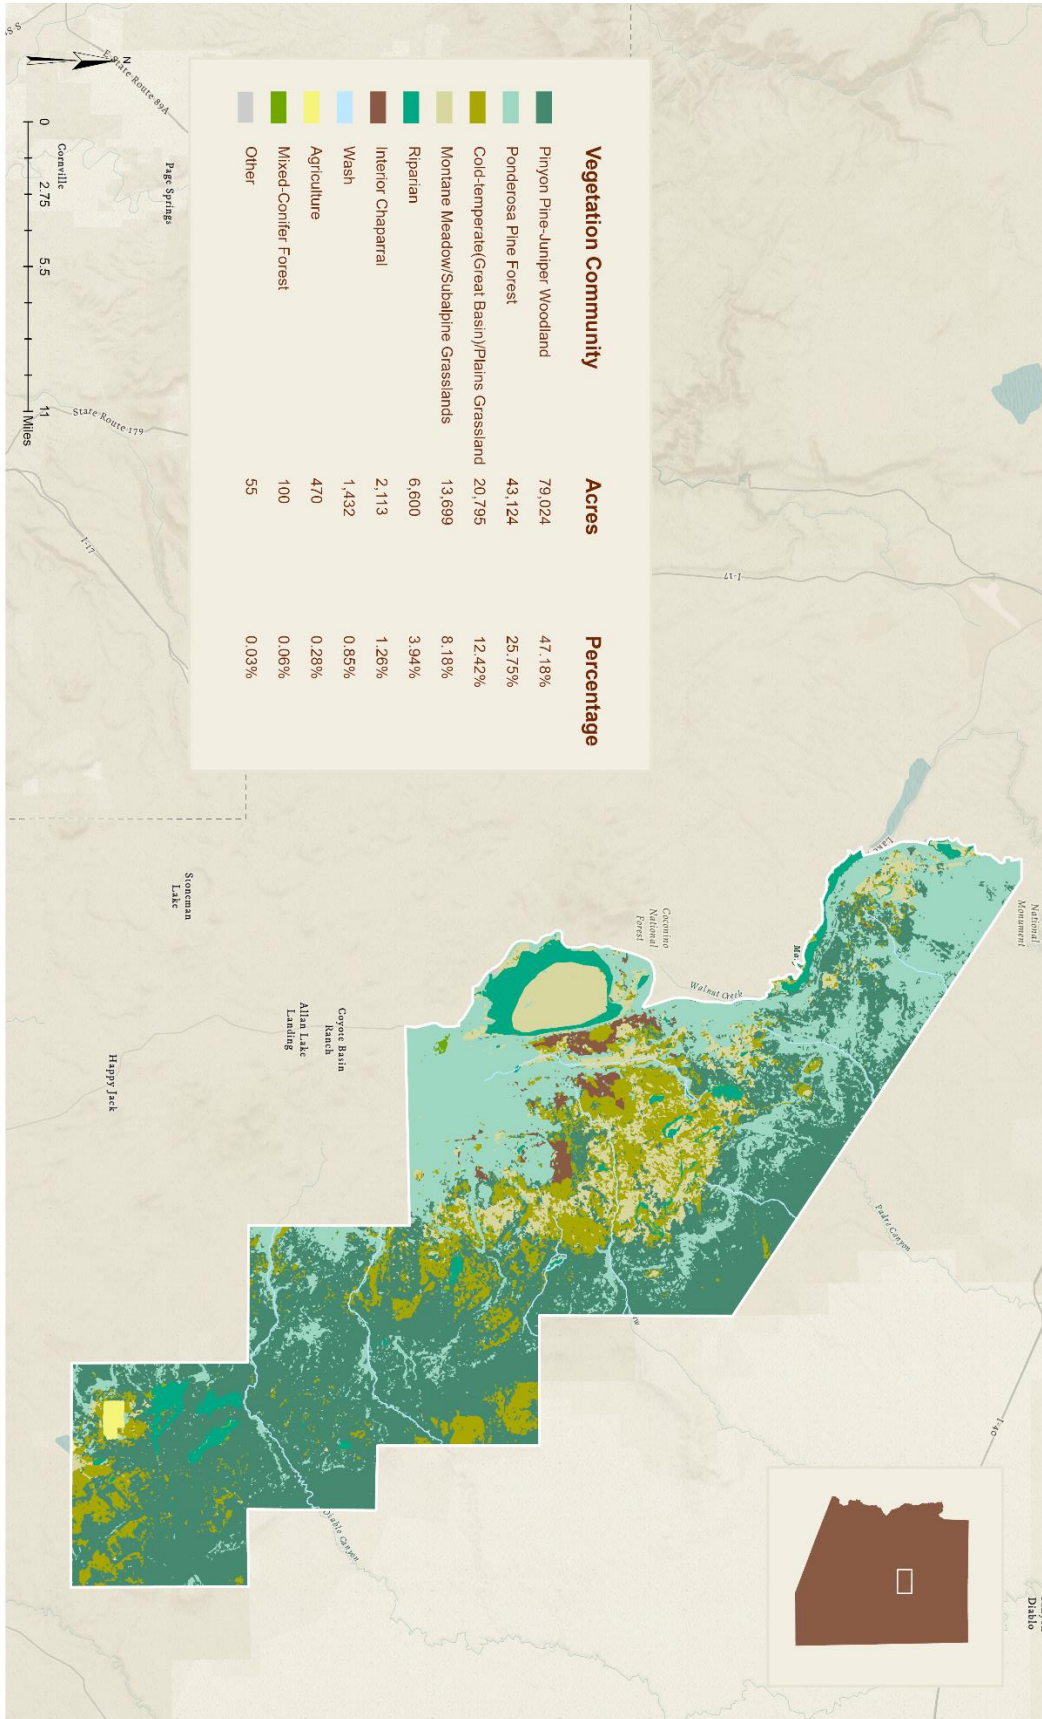 Vegetation Community Acres Percentage
Pinyon Pine-Juniper Woodland 79,024 47.18%
Ponderosa Pine Forest 43,124 25.75%
Cold-temperate(Great Basin)/Plains Grassland 20,795 12.42%
Montane Meadow/Subalpine Grasslands 13,699 8.18%
Riparian 6,600 3.94%
Interior Chaparral 2,113 1.26%
Wash 1,432 0.85%
Agriculture 470 0.28%
Mixed-Conifer Forest 100 0.06%
Other 55 0.03%
N
0 2.75 5.5 11
Miles
E State Route 89A
Page Springs
Cornville
State Route 179
I-17
I-17
National
Monument
Coconino
National
Forest
Walnut Creek
Padre Canyon
I-40
Diablo
Diablo Canyon
Stoneman
Lake
Coyote Basin
Ranch
Allan Lake
Landing
Happy Jack